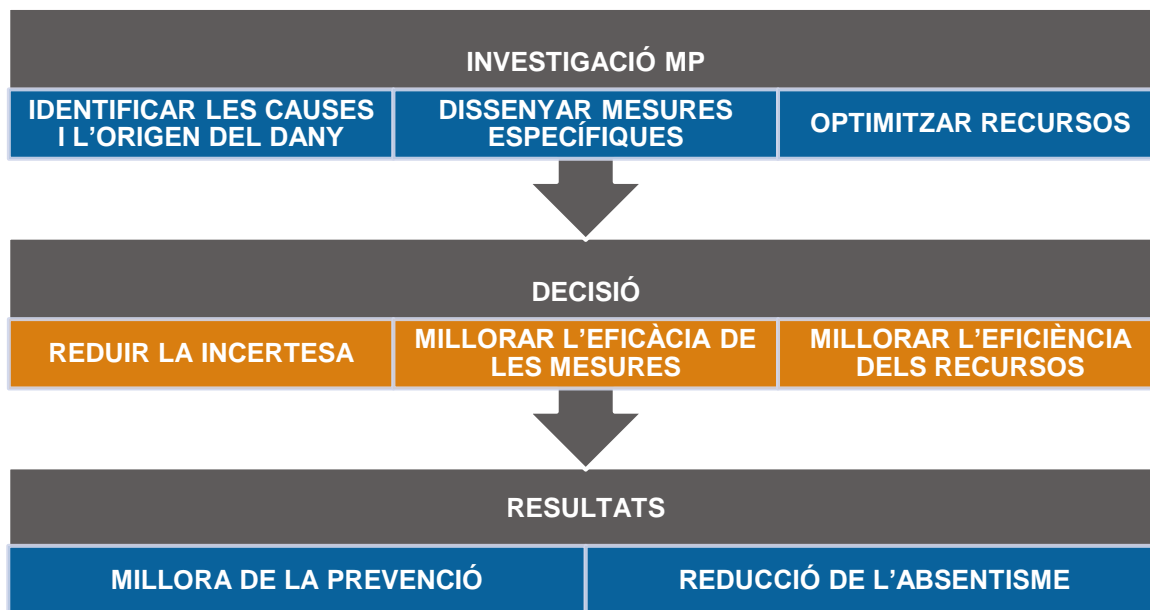 INVESTIGACIÓ MP
IDENTIFICAR LES CAUSES
I L’ORIGEN DEL DANY
DISSENYAR MESURES
ESPECÍFIQUES
OPTIMITZAR RECURSOS
DECISIÓ
REDUIR LA INCERTESA
MILLORAR L’EFICÀCIA DE
LES MESURES
MILLORAR L’EFICIÈNCIA
DELS RECURSOS
RESULTATS
MILLORA DE LA PREVENCIÓ
REDUCCIÓ DE L’ABSENTISME